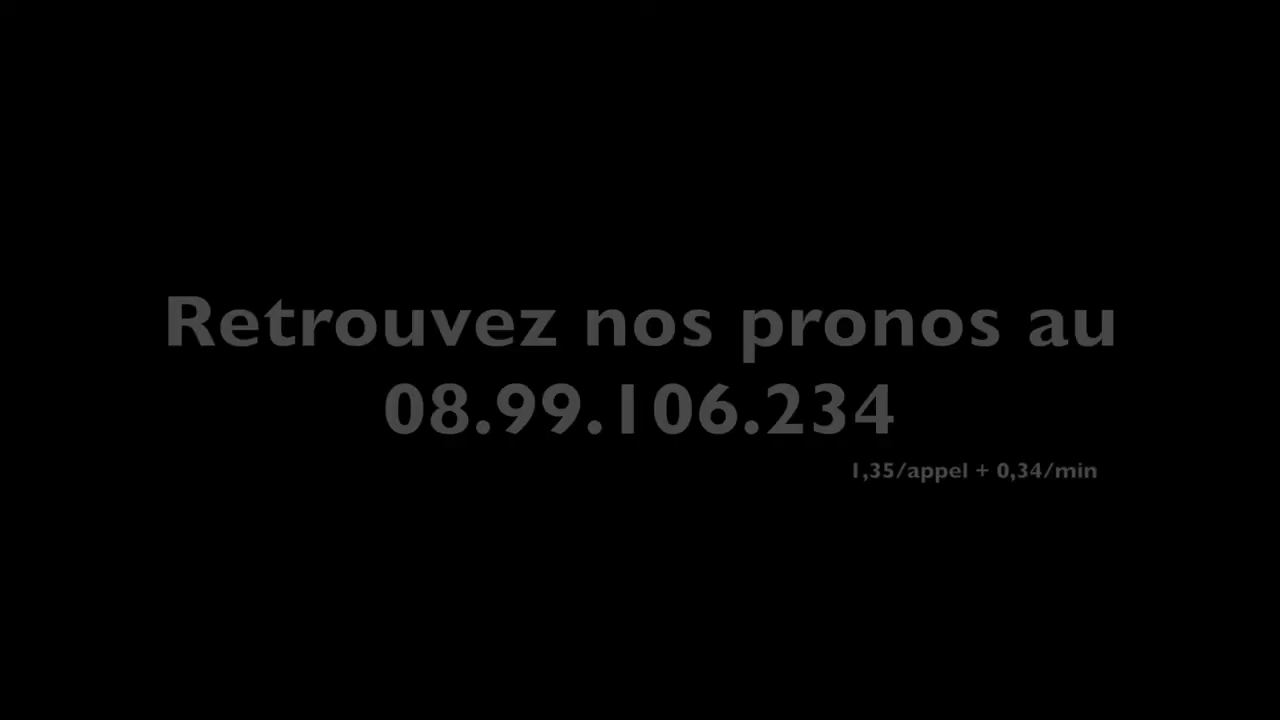 Retrouvez nos pronos au
08.99.106.234
1,35/appel + 0,34/min